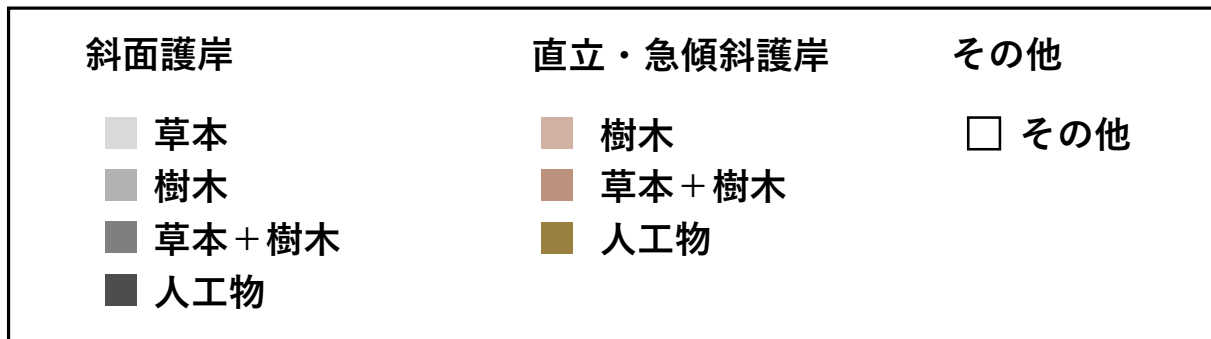 斜面護岸
草本
樹木
草本＋樹木
人工物
直立・急傾斜護岸
樹木
草本＋樹木
人工物
その他
その他